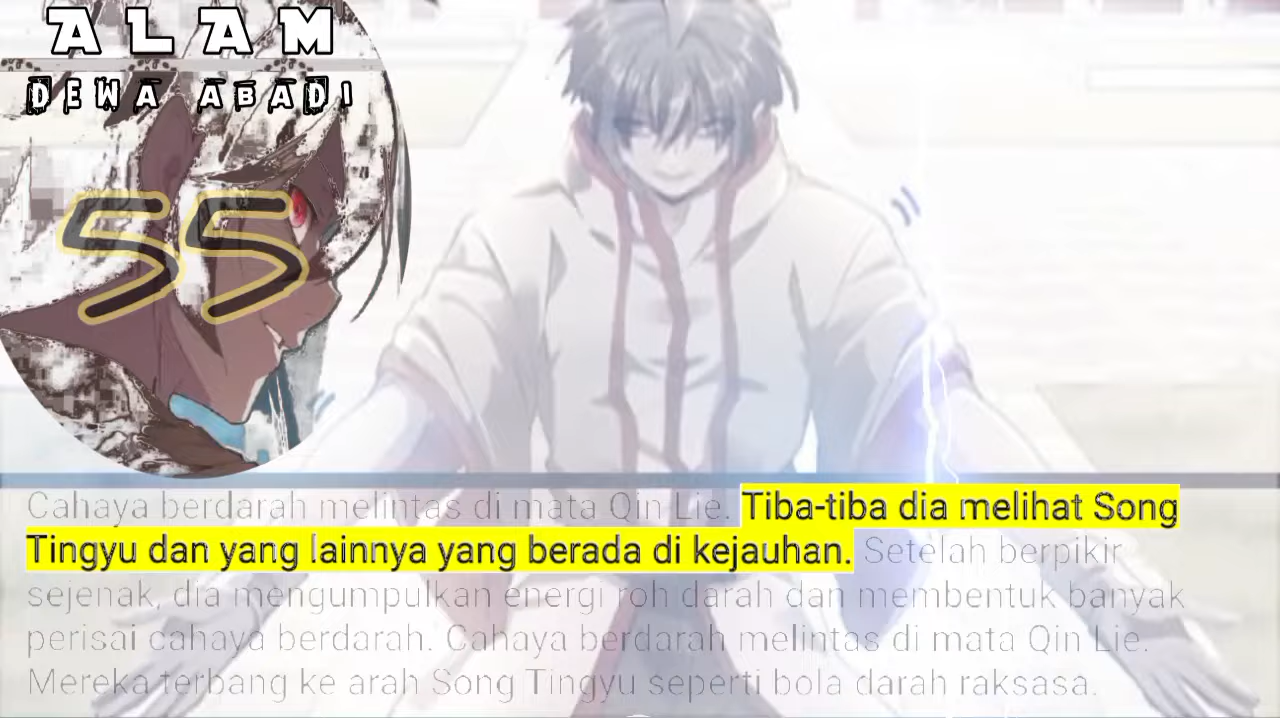 ALAM
DEWA ABADI
55
Cahaya berdarah melintas di mata Qin Lie. Tiba-tiba dia melihat Song
Tingyu dan yang lainnya yang berada di kejauhan. Setelah berpikir
sejenak, dia mengumpulkan energi roh darah dan membentuk banyak
perisai cahaya berdarah. Cahaya berdarah melintas di mata Qin Lie.
Mereka terbang ke arah Song Tingyu seperti bola darah raksasa.